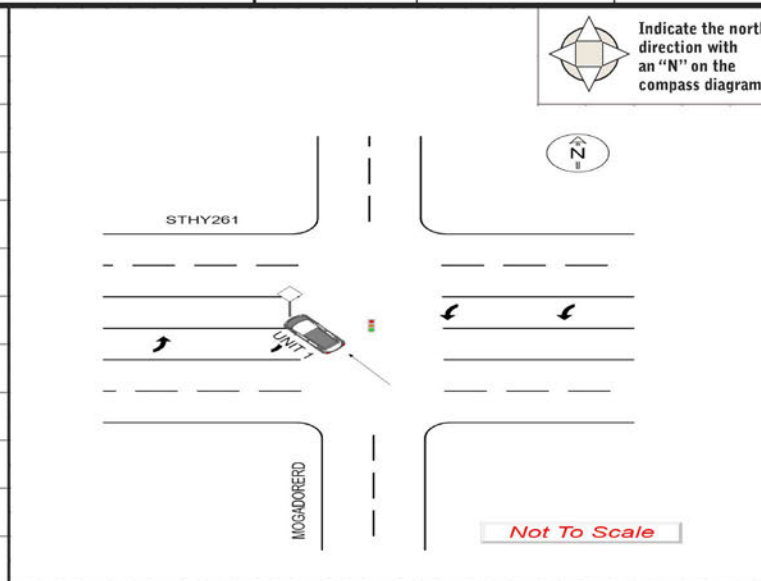 Indicate the north
direction with
an “N” on the
compass diagram
N
STHY261
UNIT 1
MOGADORERD
Not To Scale